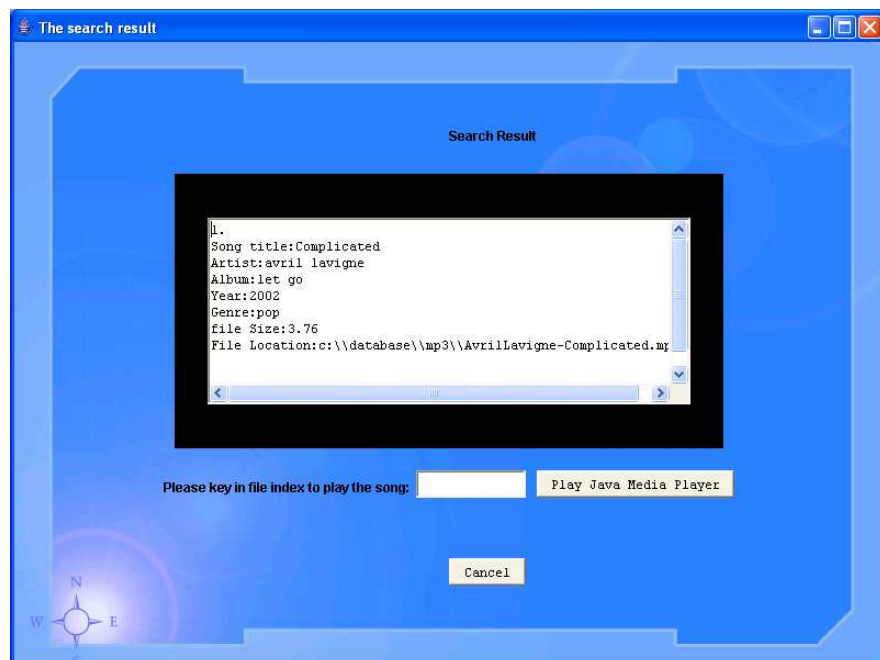 The search result
Search Result
1.
Song title:Complicated
Artist:avril lavigne
Album:let go
Year:2002
Genre:pop
file Size:3.76
File Location:c:\\database\\mp3\\AvrilLavigne-Complicated.mp
Please key in file index to play the song:
Play Java Media Player
Cancel
N
W E